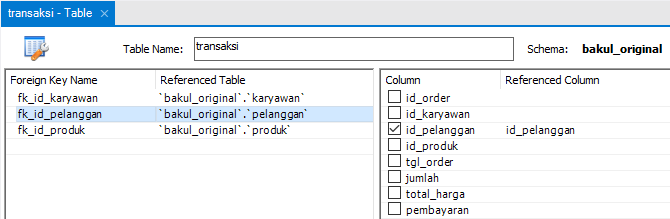 transaksi - Table ×
Table Name: transaksi Schema: bakul_original
Foreign Key Name Referenced Table
fk_id_karyawan `bakul_original`.`karyawan`
fk_id_pelanggan `bakul_original`.`pelanggan`
fk_id_produk `bakul_original`.`produk`
Column Referenced Column
id_order
id_karyawan
id_pelanggan id_pelanggan
id_produk
tgl_order
jumlah
total_harga
pembayaran